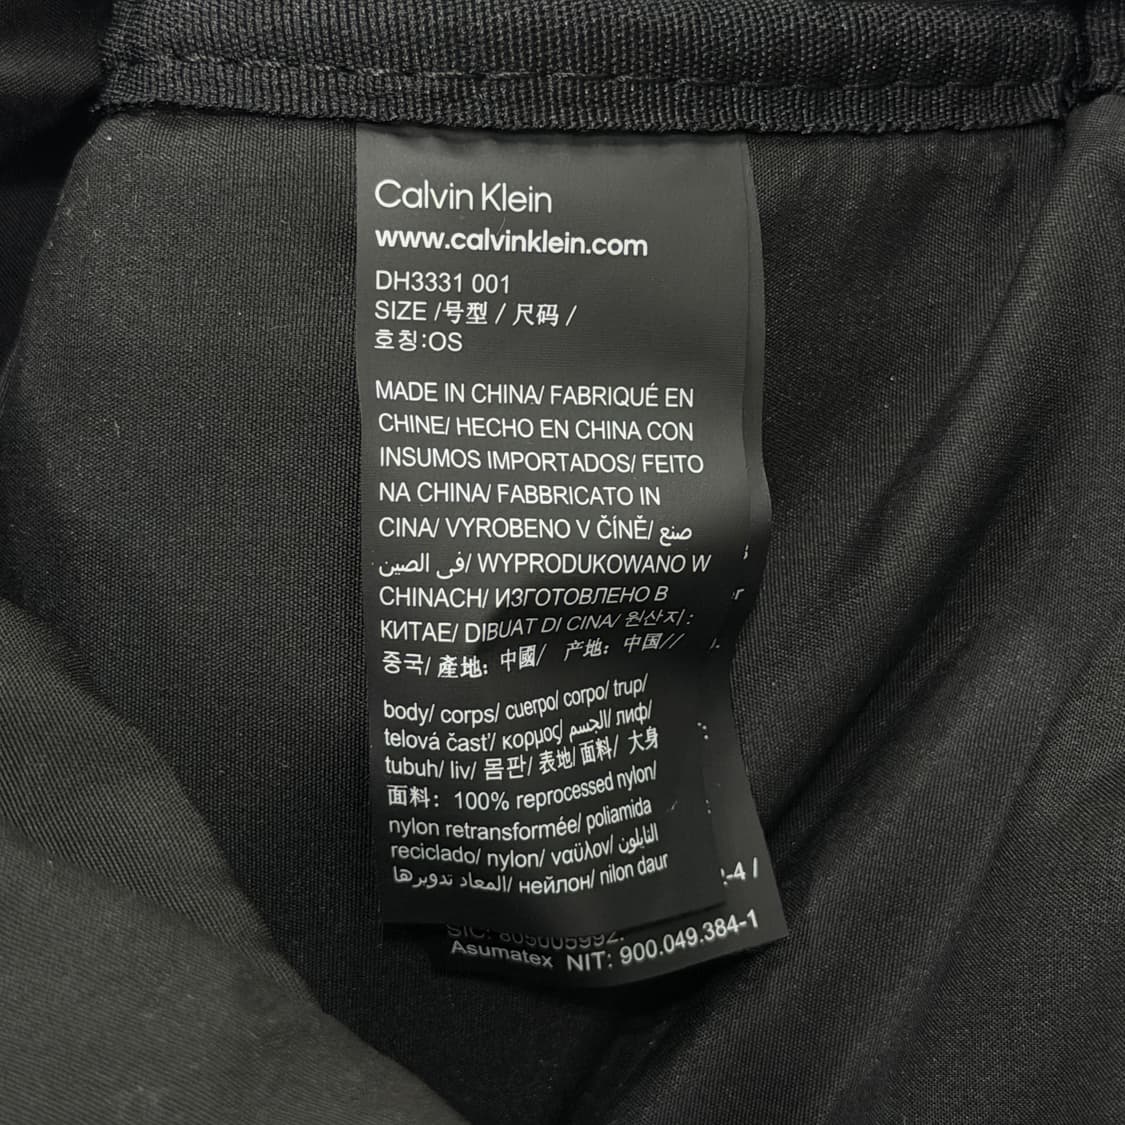 Calvin Klein
www.calvinklein.com
DH3331 001
SIZE /号型 / 尺码 /
호칭:OS
MADE IN CHINA/ FABRIQUÉ EN
CHINE/ HECHO EN CHINA CON
INSUMOS IMPORTADOS/ FEITO
NA CHINA/ FABBRICATO IN
CINA/ VYROBENO V ČÍNĚ/ صنع
في الصين/ WYPRODUKOWANO W
CHINACH/ ИЗГОТОВЛЕНО В
КИТАЕ/ DIBUAT DI CINA/ 원산지:
중국/ 產地: 中國/ 产地: 中国//
body/ corps/ cuerpo/ corpo/ trup/
telová časť/ κορμος/ الجسم/ лиф/
tubuh/ liv/ 몸판/ 表地/ 面料/ 大身
面料: 100% reprocessed nylon/
nylon retransformée/ poliamida
reciclado/ nylon/ ναϋλον/ النايلون
المعاد تدويرها/ нейлон/ nilon daur
-4 /
SIC: 805005992.
Asumatex NIT: 900.049.384-1